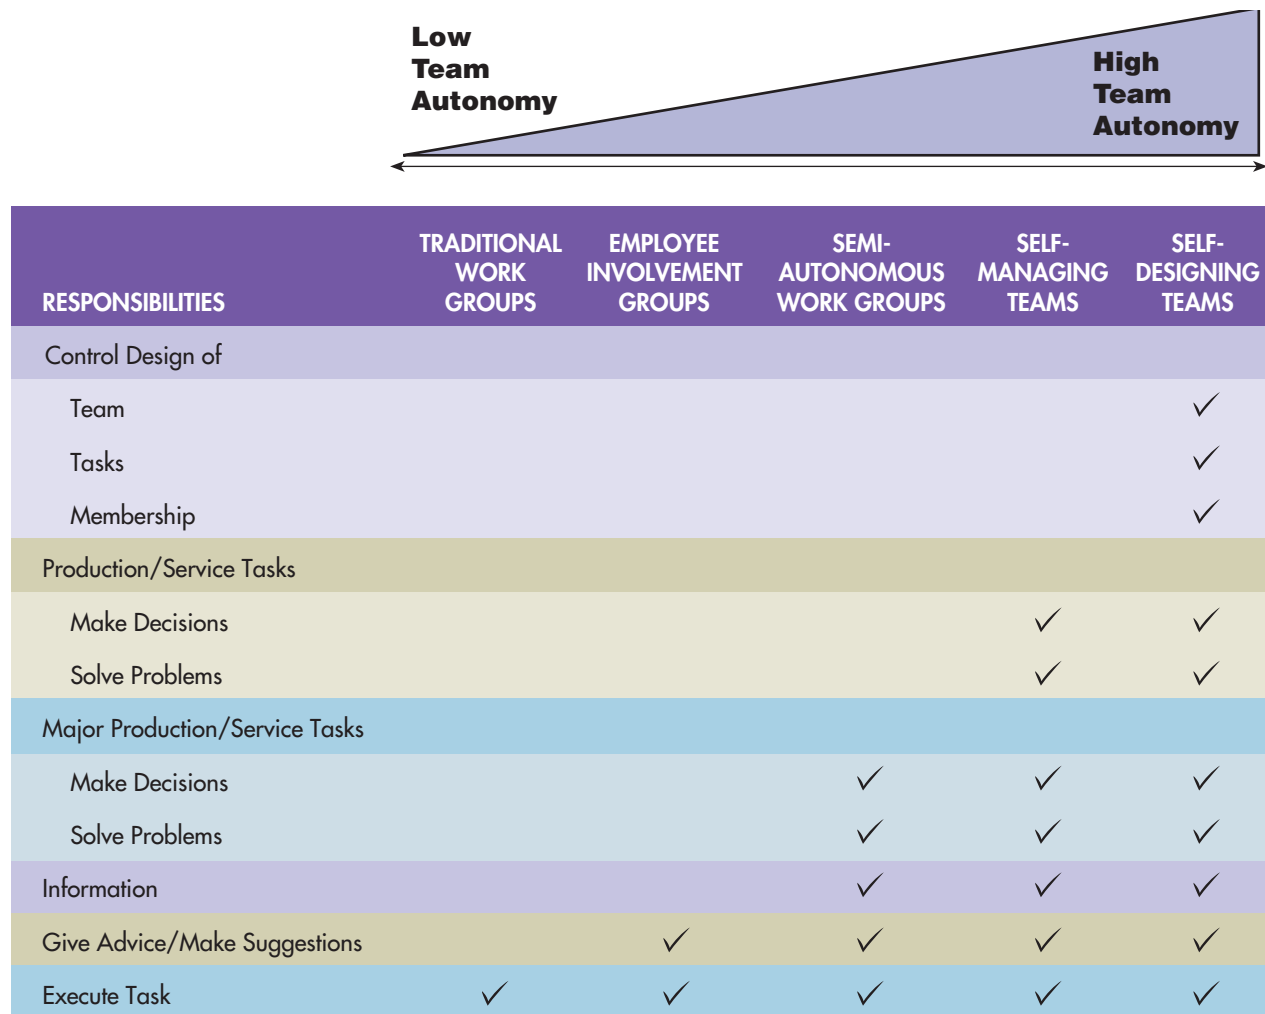 Low
Team
Autonomy
High
Team
Autonomy
RESPONSIBILITIES
TRADITIONAL
WORK
GROUPS
EMPLOYEE
INVOLVEMENT
GROUPS
SEMI-
AUTONOMOUS
WORK GROUPS
SELF-
MANAGING
TEAMS
SELF-
DESIGNING
TEAMS
Control Design of
Team ✓
Tasks ✓
Membership ✓
Production/Service Tasks
Make Decisions ✓ ✓
Solve Problems ✓ ✓
Major Production/Service Tasks
Make Decisions ✓ ✓ ✓
Solve Problems ✓ ✓ ✓
Information ✓ ✓ ✓
Give Advice/Make Suggestions ✓ ✓ ✓ ✓
Execute Task ✓ ✓ ✓ ✓ ✓